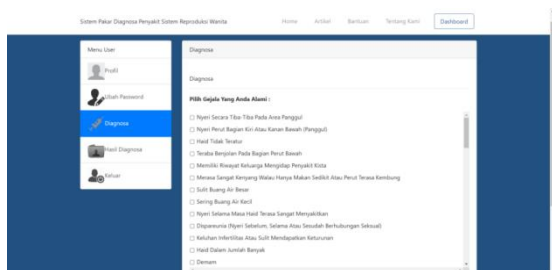 Sistem Pakar Diagnosa Penyakit Sistem Reproduksi Wanita
Home Artikel Bantuan Tentang Kami Dashboard
Menu User
Profil
Ubah Password
Diagnosa
Hasil Diagnosa
Keluar
Diagnosa
Diagnosa
Pilih Gejala Yang Anda Alami :
Nyeri Secara Tiba-Tiba Pada Area Panggul
Nyeri Perut Bagian Kiri Atau Kanan Bawah (Panggul)
Haid Tidak Teratur
Teraba Benjolan Pada Bagian Perut Bawah
Memiliki Riwayat Keluarga Mengidap Penyakit Kista
Merasa Sangat Kenyang Walau Hanya Makan Sedikit Atau Perut Terasa Kembung
Sulit Buang Air Besar
Sering Buang Air Kecil
Nyeri Selama Masa Haid Terasa Sangat Menyakitkan
Dispareunia (Nyeri Sebelum, Selama Atau Sesudah Berhubungan Seksual)
Keluhan Infertilitas Atau Sulit Mendapatkan Keturunan
Haid Dalam Jumlah Banyak
Demam